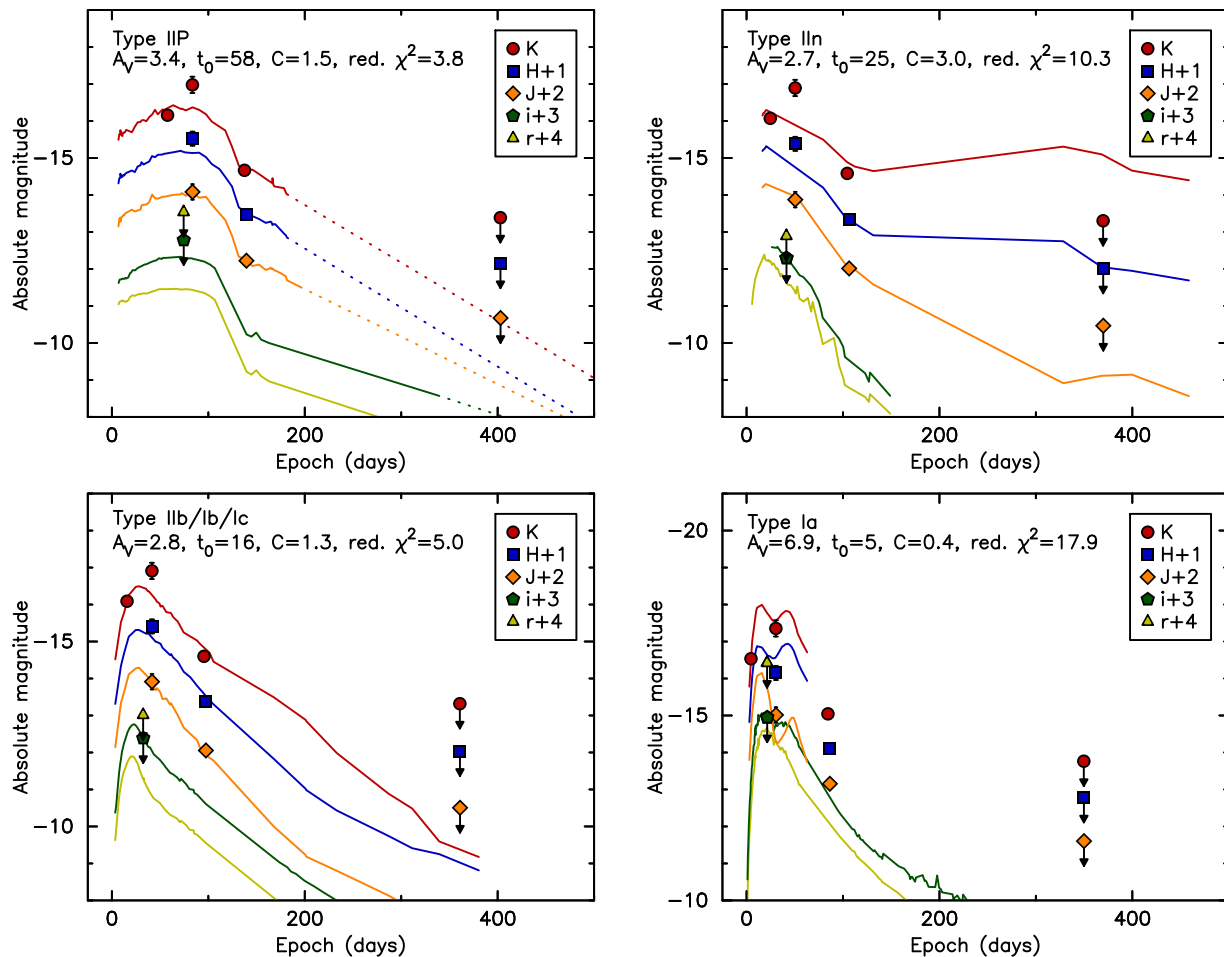 Type IIP
A_V=3.4, t_0=58, C=1.5, red. χ²=3.8
K
H+1
J+2
i+3
r+4
Absolute magnitude
−15
−10
0
200
400
Epoch (days)
Type IIn
A_V=2.7, t_0=25, C=3.0, red. χ²=10.3
K
H+1
J+2
i+3
r+4
Absolute magnitude
−15
−10
0
200
400
Epoch (days)
Type IIb/Ib/Ic
A_V=2.8, t_0=16, C=1.3, red. χ²=5.0
K
H+1
J+2
i+3
r+4
Absolute magnitude
−15
−10
0
200
400
Epoch (days)
Type Ia
A_V=6.9, t_0=5, C=0.4, red. χ²=17.9
K
H+1
J+2
i+3
r+4
Absolute magnitude
−20
−15
−10
0
200
400
Epoch (days)